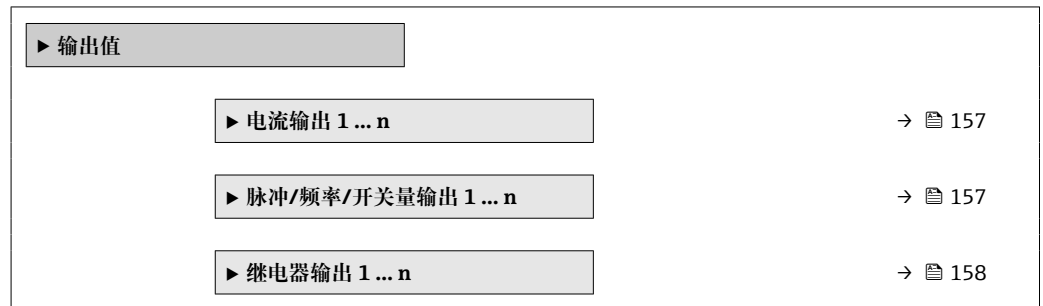 ▶ 输出值
▶ 电流输出 1 … n → 🖹 157
▶ 脉冲/频率/开关量输出 1 … n → 🖹 157
▶ 继电器输出 1 … n → 🖹 158